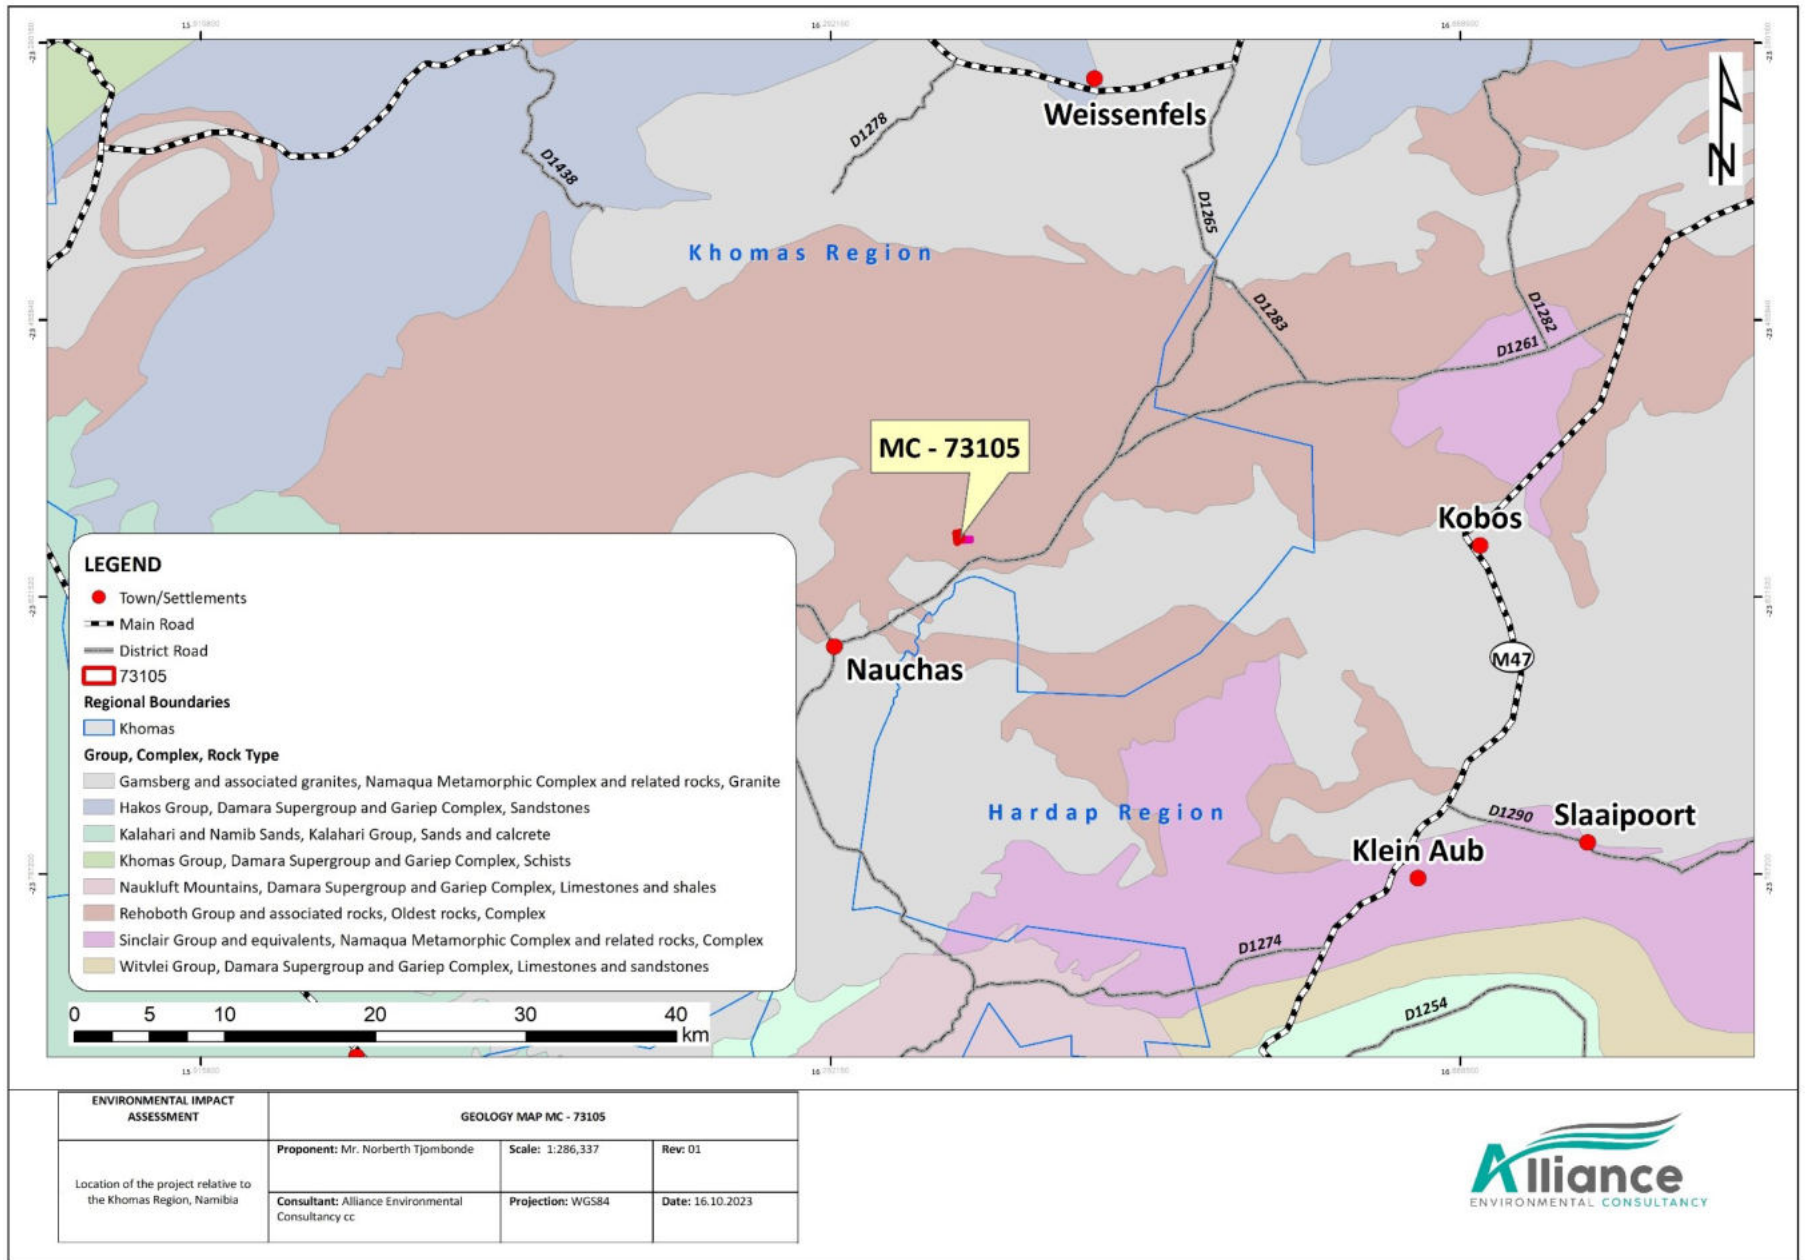 Weissenfels
D1278
D1438
N
D1265
Khomas Region
D1283
D1282
D1261
MC - 73105
Kobos
LEGEND
Town/Settlements
Main Road
District Road
73105
Regional Boundaries
Khomas
Group, Complex, Rock Type
Gamsberg and associated granites, Namaqua Metamorphic Complex and related rocks, Granite
Hakos Group, Damara Supergroup and Gariep Complex, Sandstones
Kalahari and Namib Sands, Kalahari Group, Sands and calcrete
Khomas Group, Damara Supergroup and Gariep Complex, Schists
Naukluft Mountains, Damara Supergroup and Gariep Complex, Limestones and shales
Rehoboth Group and associated rocks, Oldest rocks, Complex
Sinclair Group and equivalents, Namaqua Metamorphic Complex and related rocks, Complex
Witvlei Group, Damara Supergroup and Gariep Complex, Limestones and sandstones
Nauchas
M47
Hardap Region
D1290
Slaaipoort
Klein Aub
D1274
D1254
0 5 10 20 30 40
km
ENVIRONMENTAL IMPACT
ASSESSMENT
GEOLOGY MAP MC - 73105
Location of the project relative to
the Khomas Region, Namibia
Proponent: Mr. Norberth Tjombonde
Scale: 1:286,337
Rev: 01
Consultant: Alliance Environmental
Consultancy cc
Projection: WGS84
Date: 16.10.2023
Alliance
ENVIRONMENTAL CONSULTANCY